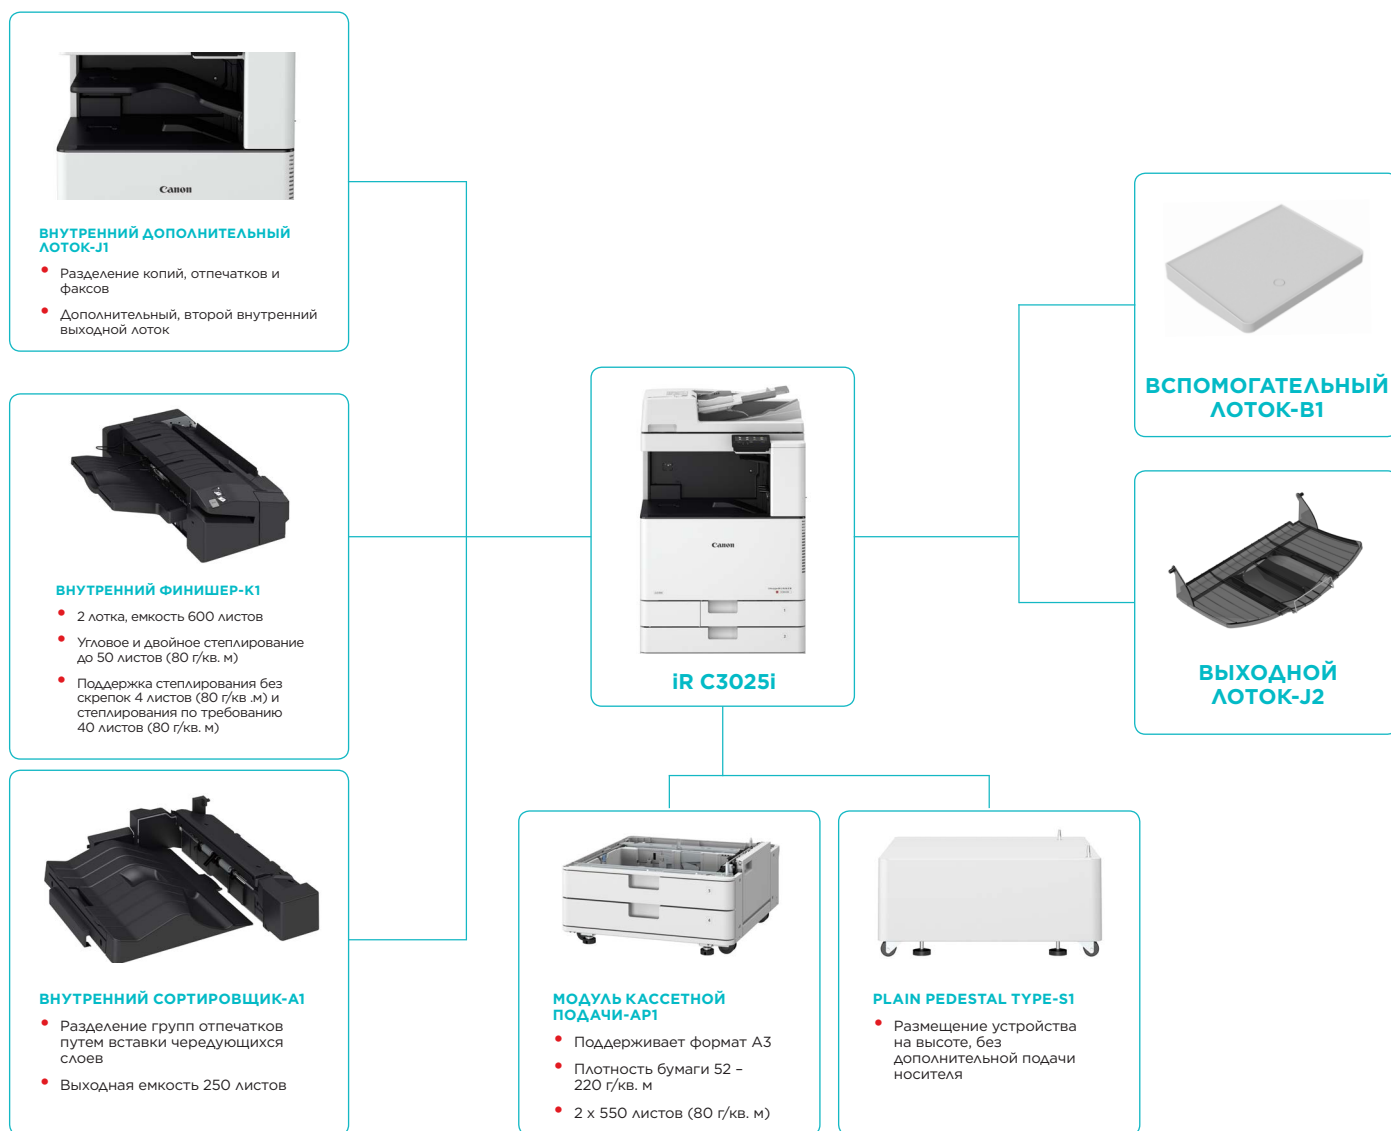 Canon
ВНУТРЕННИЙ ДОПОЛНИТЕЛЬНЫЙ
ЛОТОК-J1
• Разделение копий, отпечатков и
факсов
• Дополнительный, второй внутренний
выходной лоток
ВНУТРЕННИЙ ФИНИШЕР-K1
• 2 лотка, емкость 600 листов
• Угловое и двойное степлирование
до 50 листов (80 г/кв. м)
• Поддержка степлирования без
скрепок 4 листов (80 г/кв .м) и
степлирования по требованию
40 листов (80 г/кв. м)
ВНУТРЕННИЙ СОРТИРОВЩИК-A1
• Разделение групп отпечатков
путем вставки чередующихся
слоев
• Выходная емкость 250 листов
Canon
1
2
iR C3025i
МОДУЛЬ КАССЕТНОЙ
ПОДАЧИ-AP1
• Поддерживает формат А3
• Плотность бумаги 52 –
220 г/кв. м
• 2 x 550 листов (80 г/кв. м)
PLAIN PEDESTAL TYPE-S1
• Размещение устройства
на высоте, без
дополнительной подачи
носителя
ВСПОМОГАТЕЛЬНЫЙ
ЛОТОК-B1
ВЫХОДНОЙ
ЛОТОК-J2